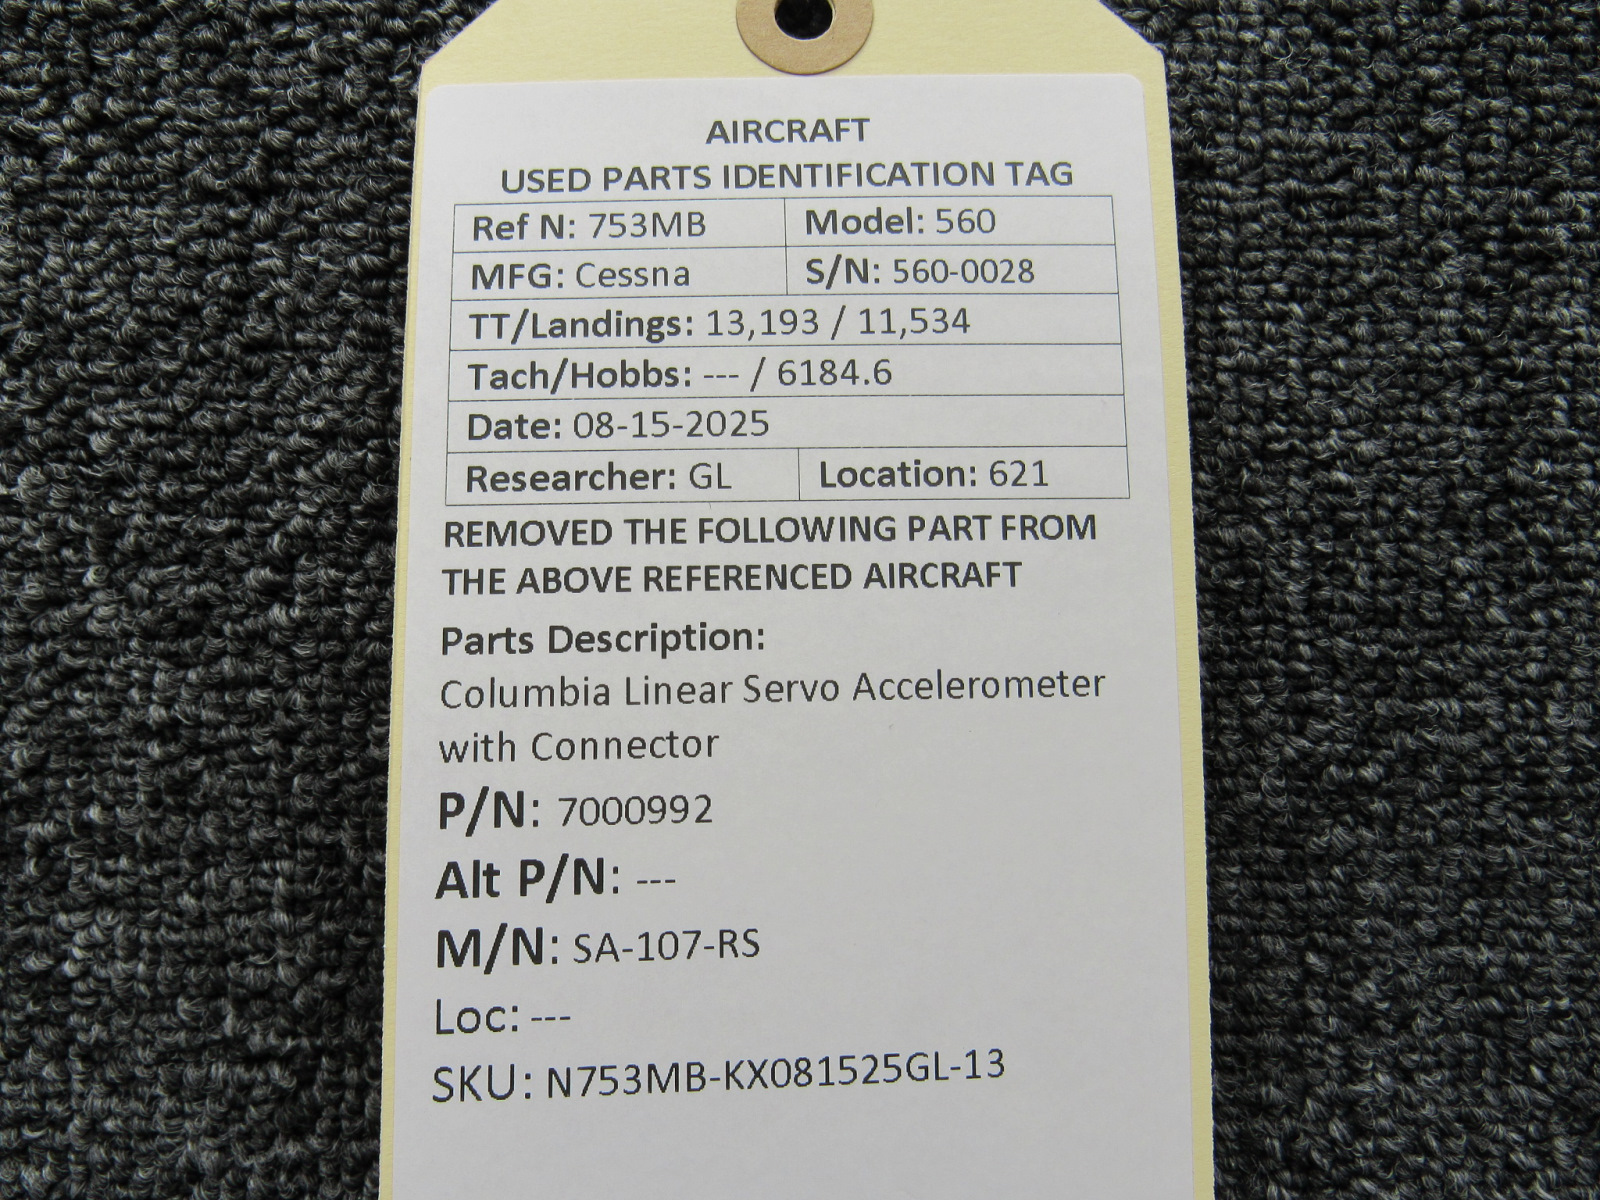 AIRCRAFT
USED PARTS IDENTIFICATION TAG
Ref N: 753MB Model: 560
MFG: Cessna S/N: 560-0028
TT/Landings: 13,193 / 11,534
Tach/Hobbs: --- / 6184.6
Date: 08-15-2025
Researcher: GL Location: 621
REMOVED THE FOLLOWING PART FROM
THE ABOVE REFERENCED AIRCRAFT
Parts Description:
Columbia Linear Servo Accelerometer
with Connector
P/N: 7000992
Alt P/N: ---
M/N: SA-107-RS
Loc: ---
SKU: N753MB-KX081525GL-13